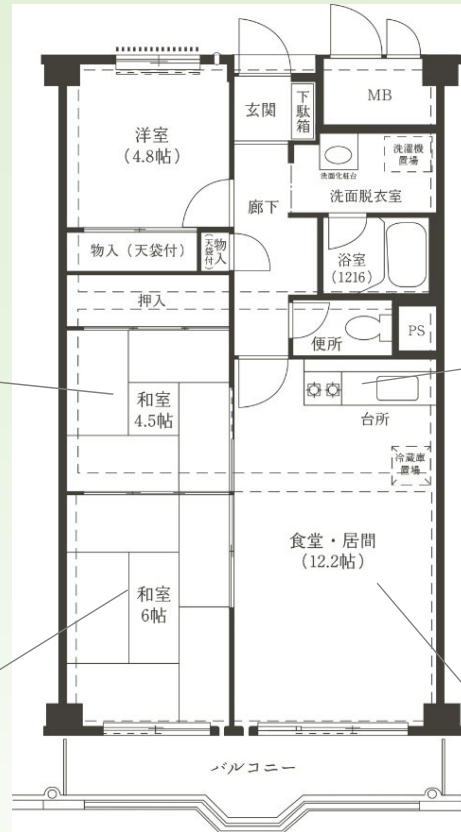 玄関
下駄箱
MB
洋室
(4.8帖)
洗面化粧台
洗濯機
置場
洗面脱衣室
廊下
物入（天袋付）
物入
(天袋付)
浴室
(1216)
押入
便所
PS
和室
4.5帖
台所
冷蔵庫
置場
食堂・居間
(12.2帖)
和室
6帖
バルコニー